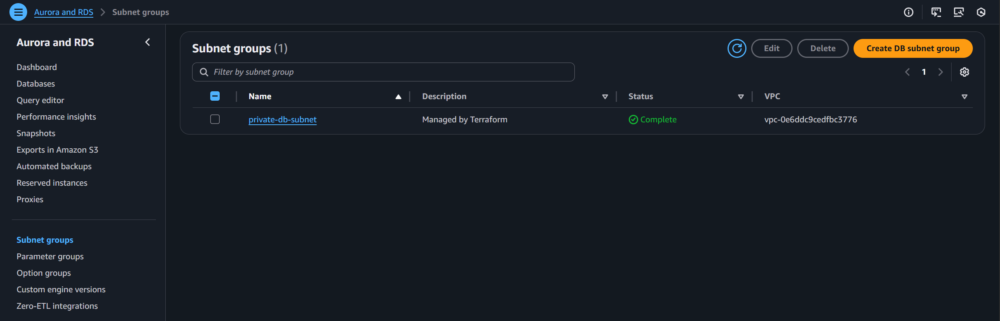 Aurora and RDS > Subnet groups
Aurora and RDS
Dashboard
Databases
Query editor
Performance insights
Snapshots
Exports in Amazon S3
Automated backups
Reserved instances
Proxies
Subnet groups
Parameter groups
Option groups
Custom engine versions
Zero-ETL integrations
Subnet groups (1)
Edit
Delete
Create DB subnet group
Filter by subnet group
1
Name Description Status VPC
private-db-subnet Managed by Terraform Complete vpc-0e6ddc9cedfbc3776